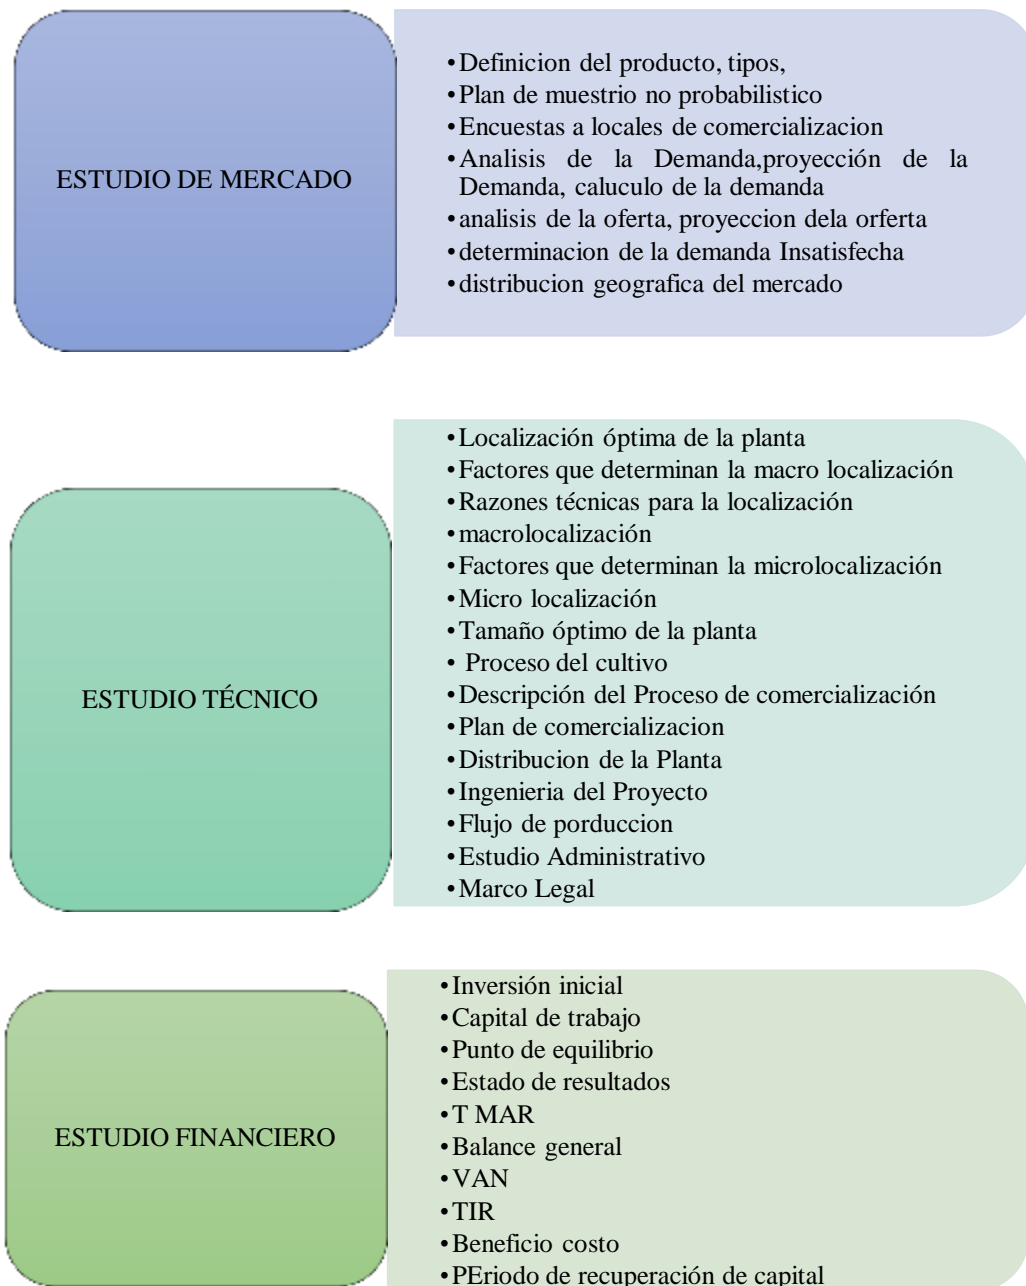 ESTUDIO DE MERCADO
•Definicion del producto, tipos,
•Plan de muestrio no probabilistico
•Encuestas a locales de comercializacion
•Analisis de la Demanda,proyección de la
Demanda, caluculo de la demanda
•analisis de la oferta, proyeccion dela orferta
•determinacion de la demanda Insatisfecha
•distribucion geografica del mercado
ESTUDIO TÉCNICO
•Localización óptima de la planta
•Factores que determinan la macro localización
•Razones técnicas para la localización
•macrolocalización
•Factores que determinan la microlocalización
•Micro localización
•Tamaño óptimo de la planta
• Proceso del cultivo
•Descripción del Proceso de comercialización
•Plan de comercializacion
•Distribucion de la Planta
•Ingenieria del Proyecto
•Flujo de porduccion
•Estudio Administrativo
•Marco Legal
ESTUDIO FINANCIERO
•Inversión inicial
•Capital de trabajo
•Punto de equilibrio
•Estado de resultados
•T MAR
•Balance general
•VAN
•TIR
•Beneficio costo
•PEriodo de recuperación de capital